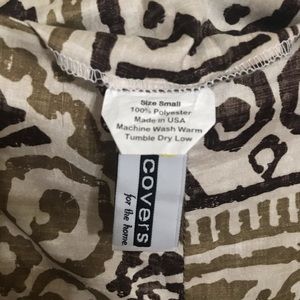 Size Small
100% Polyester
Made in USA
Machine Wash Warm
Tumble Dry Low
covers
for the home